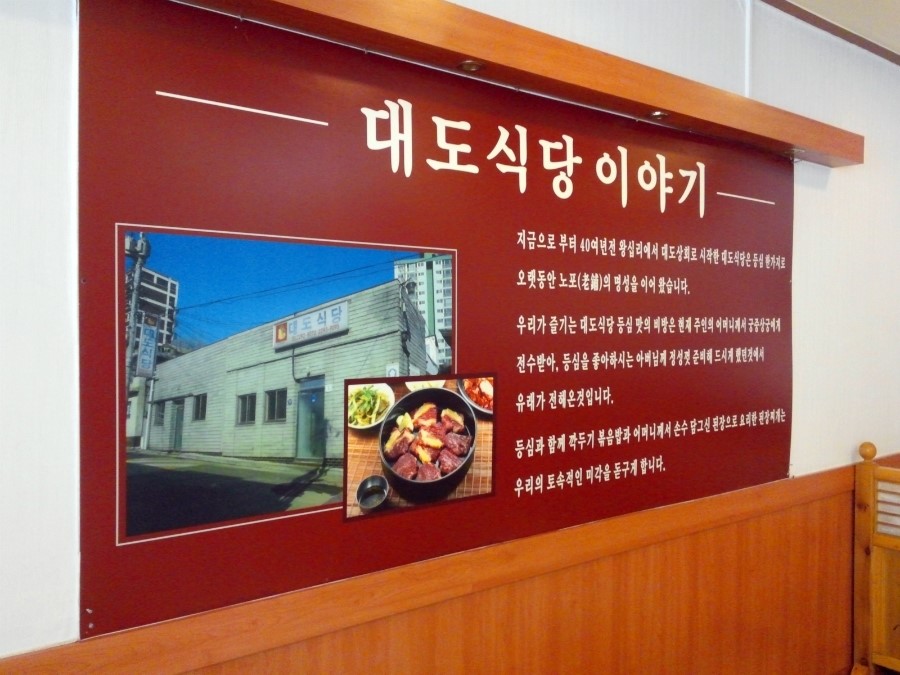 대도식당 이야기
지금으로 부터 40여년전 왕십리에서 대도상회로 시작한 대도식당은 등심 한가지로
오랫동안 노포(老鋪)의 명성을 이어 왔습니다.
우리가 즐기는 대도식당 등심 맛의 비방은 현재 주인의 어머니께서 궁중상궁에게
전수받아, 등심을 좋아하시는 아버님께 정성껏 준비해 드시게 했던것에서
유래가 전해온것입니다.
등심과 함께 깍두기 볶음밥과 어머니께서 손수 담그신 된장으로 요리한 된장찌개는
우리의 토속적인 미각을 돋구게 합니다.
대도식당
대도식당